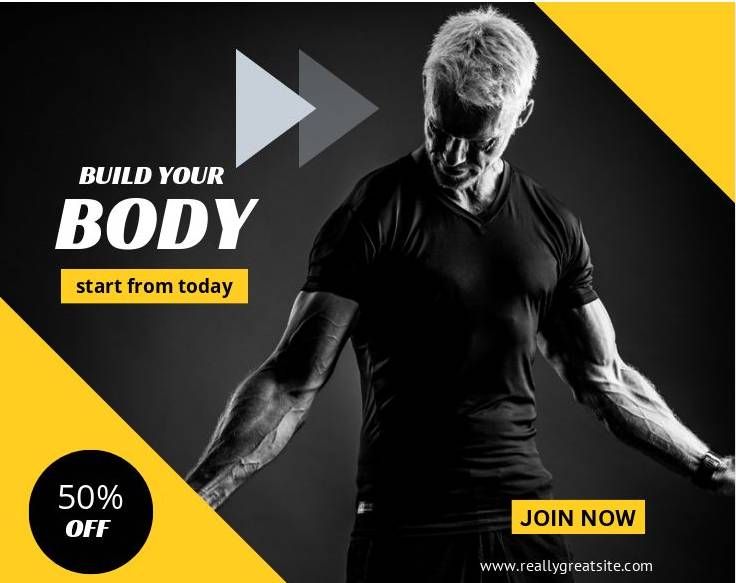 BUILD YOUR
BODY
start from today
50%
OFF
JOIN NOW
www.reallygreatsite.com